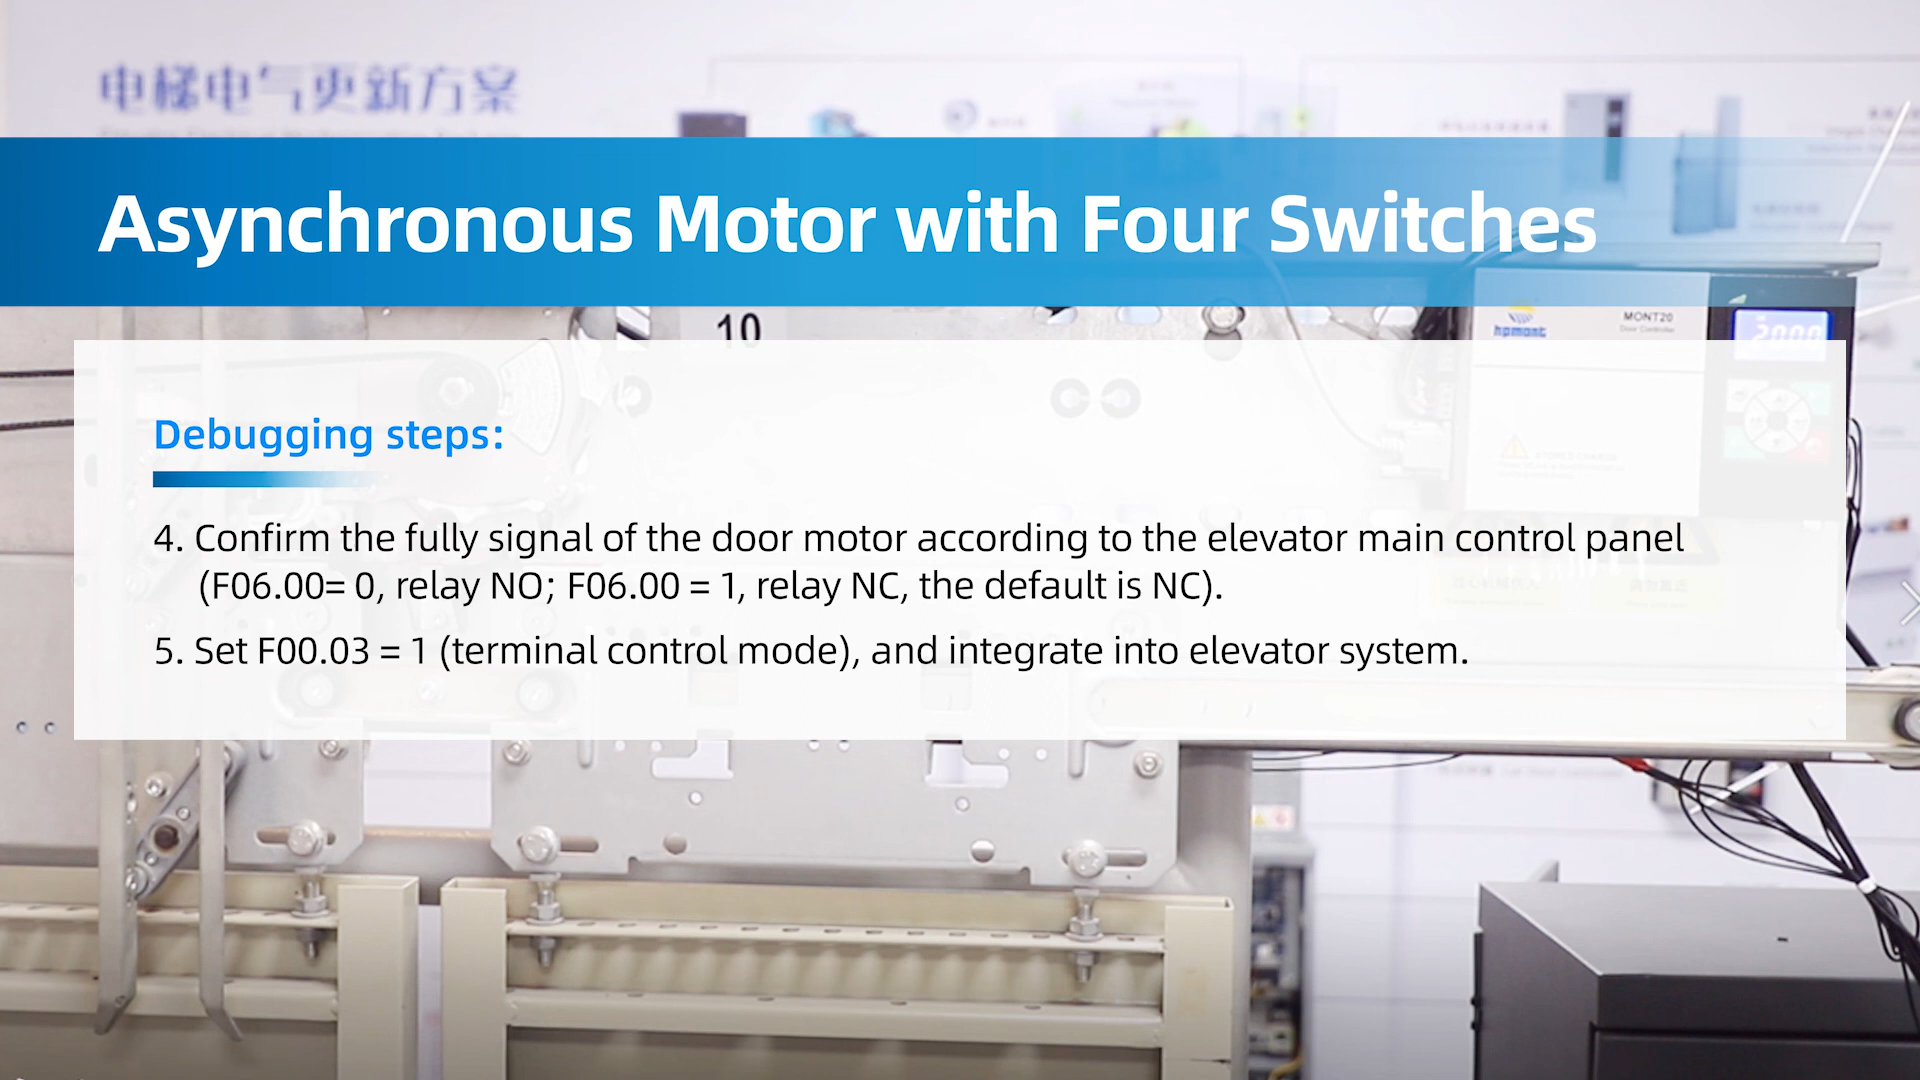 电梯电气更新方案
Asynchronous Motor with Four Switches
10
hpmont
MONT20
Door Controller
Debugging steps:
4. Confirm the fully signal of the door motor according to the elevator main control panel
(F06.00= 0, relay NO; F06.00 = 1, relay NC, the default is NC).
5. Set F00.03 = 1 (terminal control mode), and integrate into elevator system.